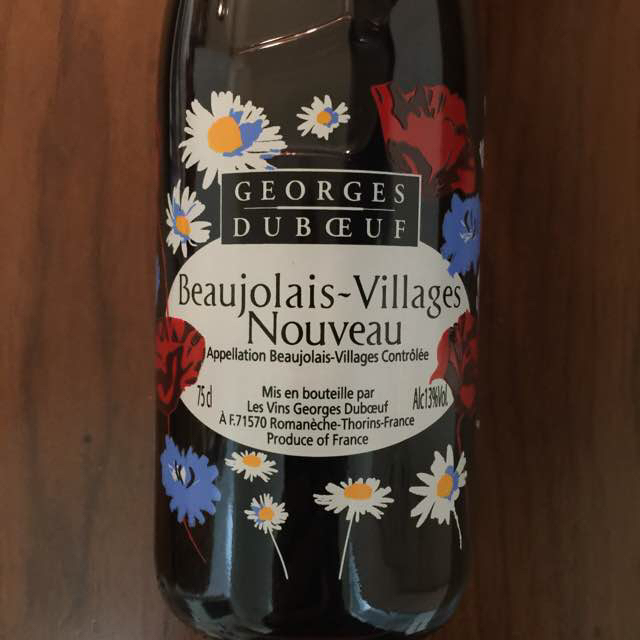 GEORGES
DUBŒUF
Beaujolais-Villages
Nouveau
Appellation Beaujolais-Villages Contrôlée
75cl
Mis en bouteille par
Les Vins Georges Dubœuf
À F.71570 Romanèche-Thorins-France
Produce of France
Alc13%Vol.